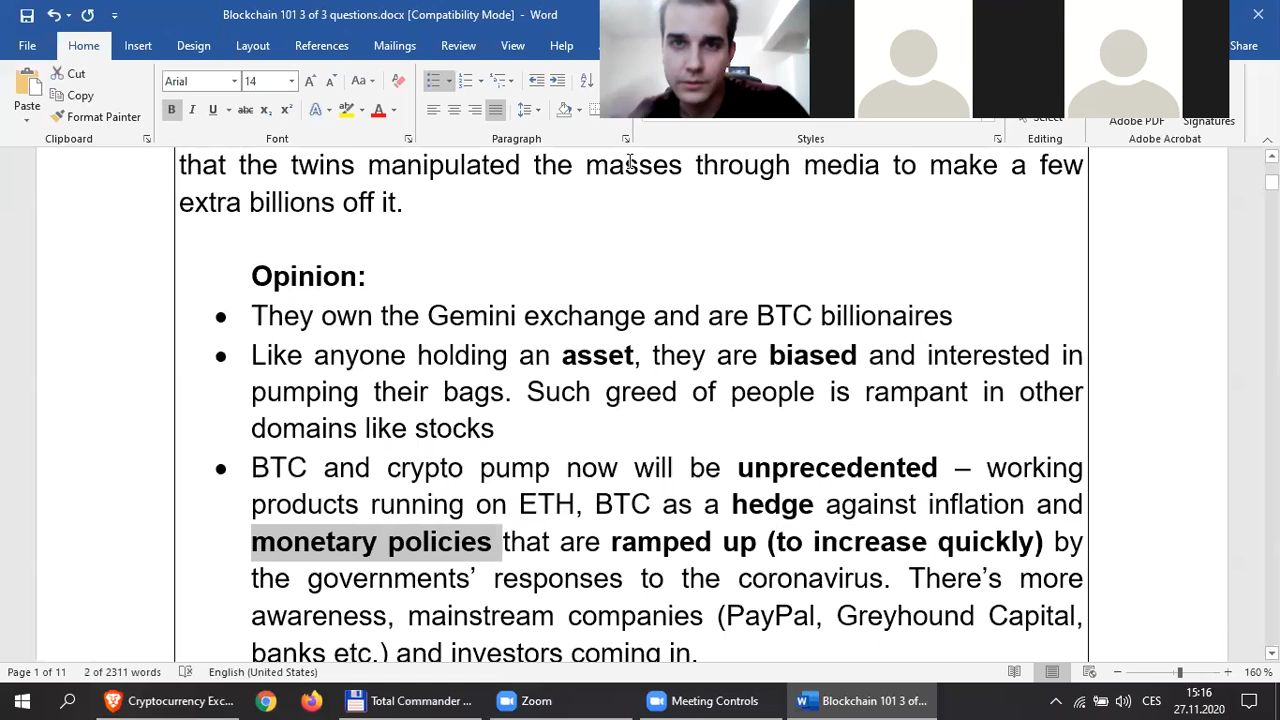 Blockchain 101 3 of 3 questions.docx [Compatibility Mode] - Word
File Home Insert Design Layout References Mailings Review View Help Share
Paste Cut
Copy
Format Painter
Arial 14
Adobe PDF Signatures
Clipboard Font Paragraph Styles Editing Adobe Acrobat
that the twins manipulated the masses through media to make a few
extra billions off it.
Opinion:
• They own the Gemini exchange and are BTC billionaires
• Like anyone holding an asset, they are biased and interested in
pumping their bags. Such greed of people is rampant in other
domains like stocks
• BTC and crypto pump now will be unprecedented – working
products running on ETH, BTC as a hedge against inflation and
monetary policies that are ramped up (to increase quickly) by
the governments’ responses to the coronavirus. There’s more
awareness, mainstream companies (PayPal, Greyhound Capital,
banks etc.) and investors coming in.
Page 1 of 11 2 of 2311 words English (United States) 160 %
Cryptocurrency Exc... Total Commander ... Zoom Meeting Controls Blockchain 101 3 of... CES 15:16
27.11.2020